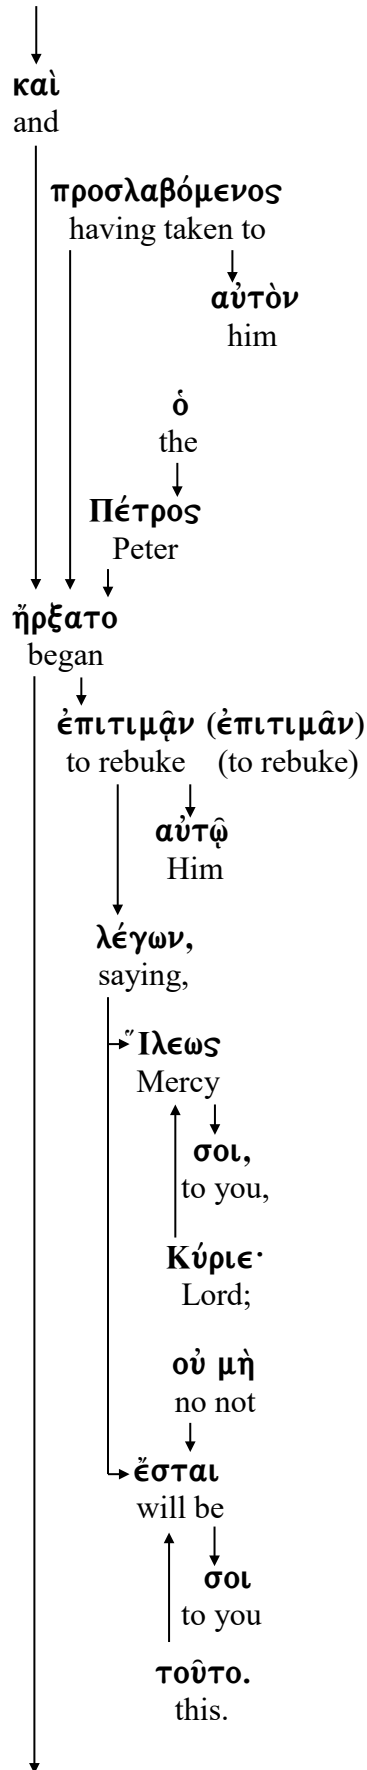 καὶ
and
προσλαβόμενος
having taken to
αὐτὸν
him
ὁ
the
Πέτρος
Peter
ἤρξατο
began
ἐπιτιμᾷν (ἐπιτιμᾶν)
to rebuke (to rebuke)
αὐτῷ
Him
λέγων,
saying,
Ἵλεως
Mercy
σοι,
to you,
Κύριε·
Lord;
οὐ μὴ
no not
ἔσται
will be
σοι
to you
τοῦτο.
this.